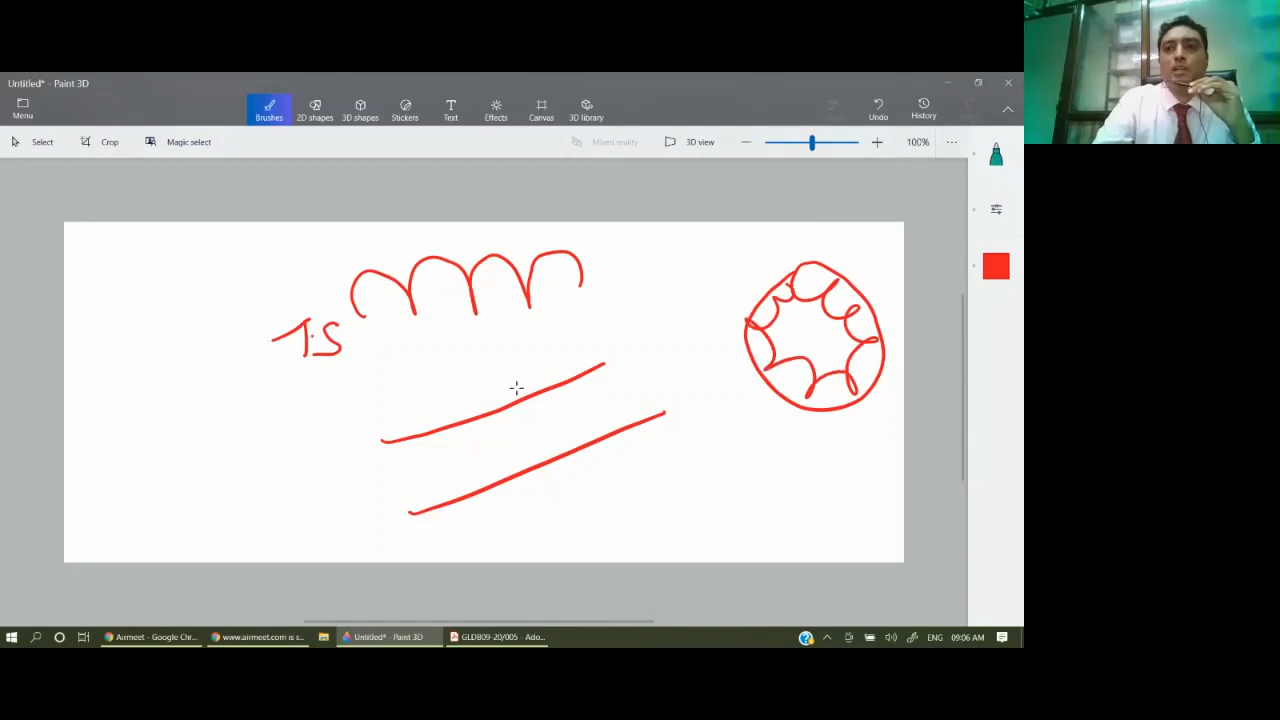 Untitled* - Paint 3D
Menu
Brushes
2D shapes
3D shapes
Stickers
Text
Effects
Canvas
3D library
Undo
History
Select
Crop
Magic select
Mixed reality
3D view
100%
T.S
Airmeet - Google Chr...
www.airmeet.com is s...
Untitled* - Paint 3D
GLDB09-20/005 - Ado...
ENG
09:06 AM